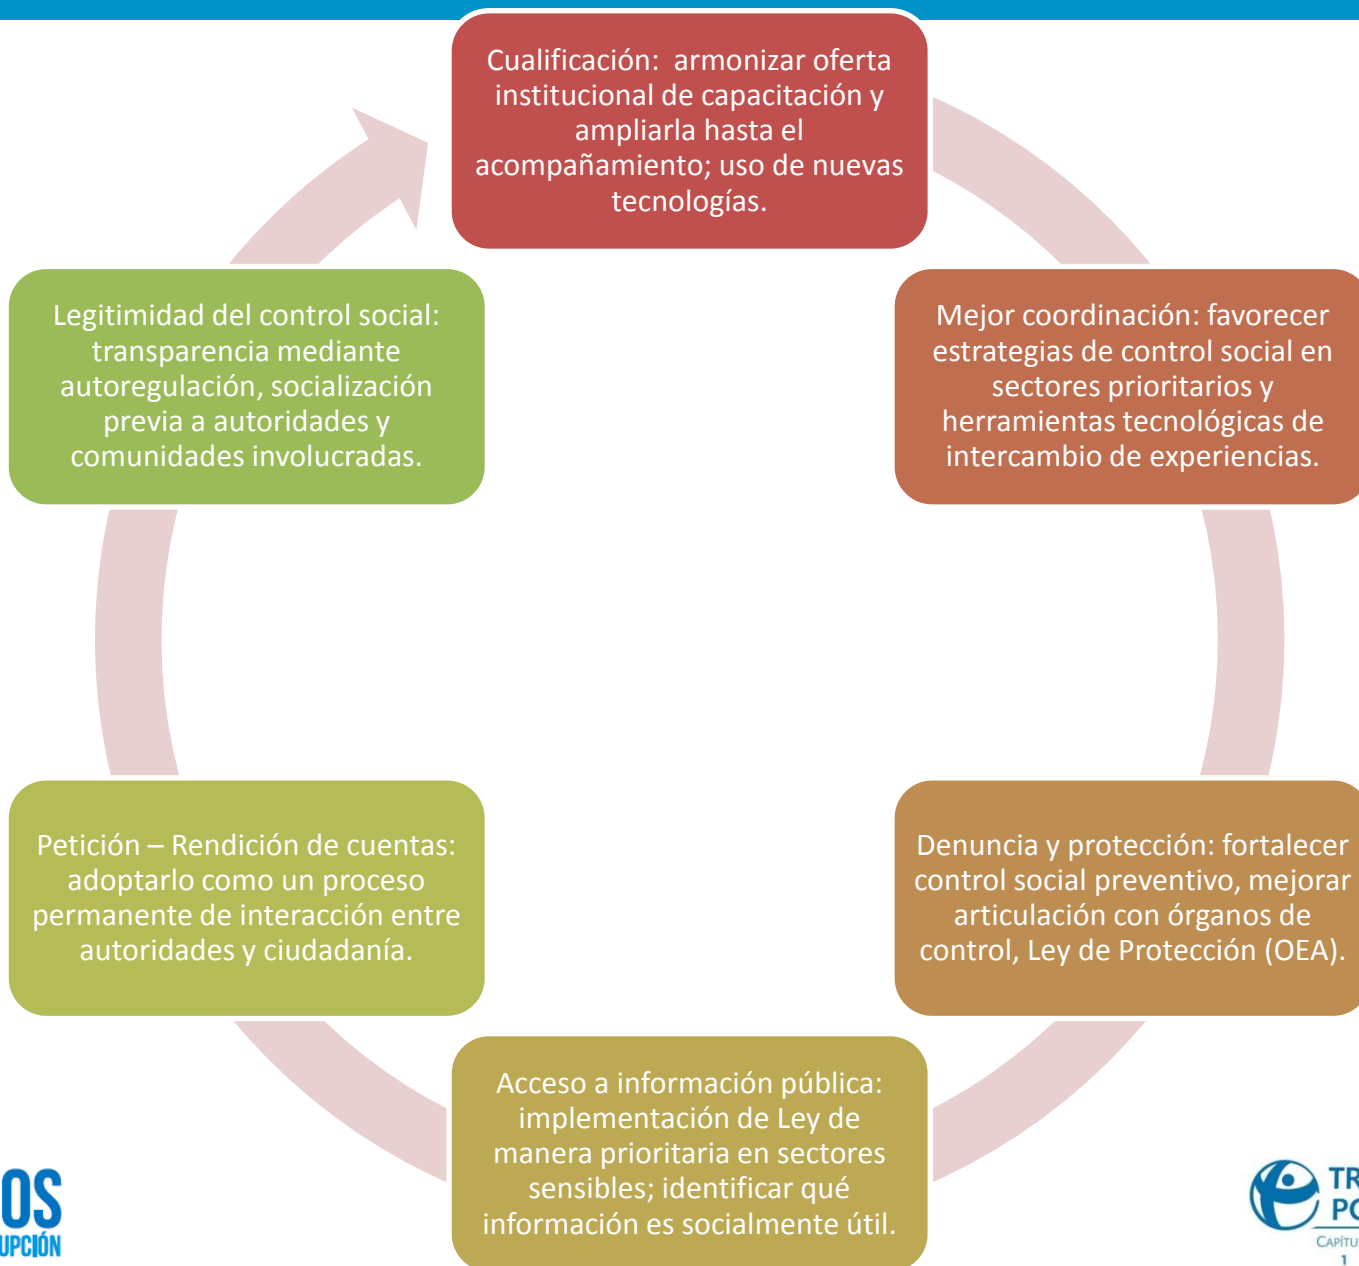 Cualificación: armonizar oferta
institucional de capacitación y
ampliarla hasta el
acompañamiento; uso de nuevas
tecnologías.
Mejor coordinación: favorecer
estrategias de control social en
sectores prioritarios y
herramientas tecnológicas de
intercambio de experiencias.
Denuncia y protección: fortalecer
control social preventivo, mejorar
articulación con órganos de
control, Ley de Protección (OEA).
Acceso a información pública:
implementación de Ley de
manera prioritaria en sectores
sensibles; identificar qué
información es socialmente útil.
Petición – Rendición de cuentas:
adoptarlo como un proceso
permanente de interacción entre
autoridades y ciudadanía.
Legitimidad del control social:
transparencia mediante
autoregulación, socialización
previa a autoridades y
comunidades involucradas.
OS
UPCIÓN
TR
PO
CAPÍTU
1